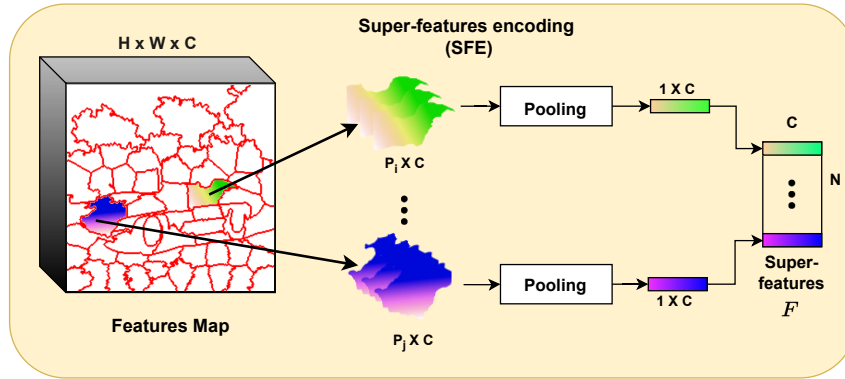 Super-features encoding
(SFE)
H x W x C
Features Map
P_i X C
Pooling
1 X C
P_j X C
Pooling
1 X C
C
N
Super-
features
F